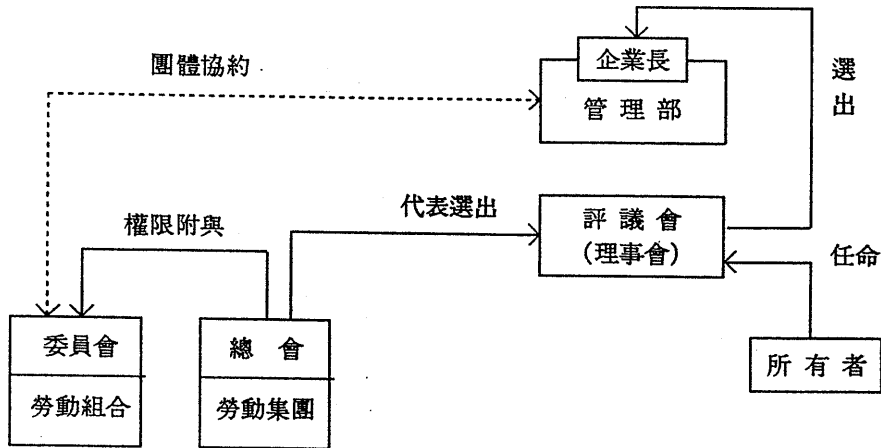 企業長
管理部
團體協約
選出
評議會
(理事會)
代表選出
權限附與
任命
委員會
勞動組合
總會
勞動集團
所有者